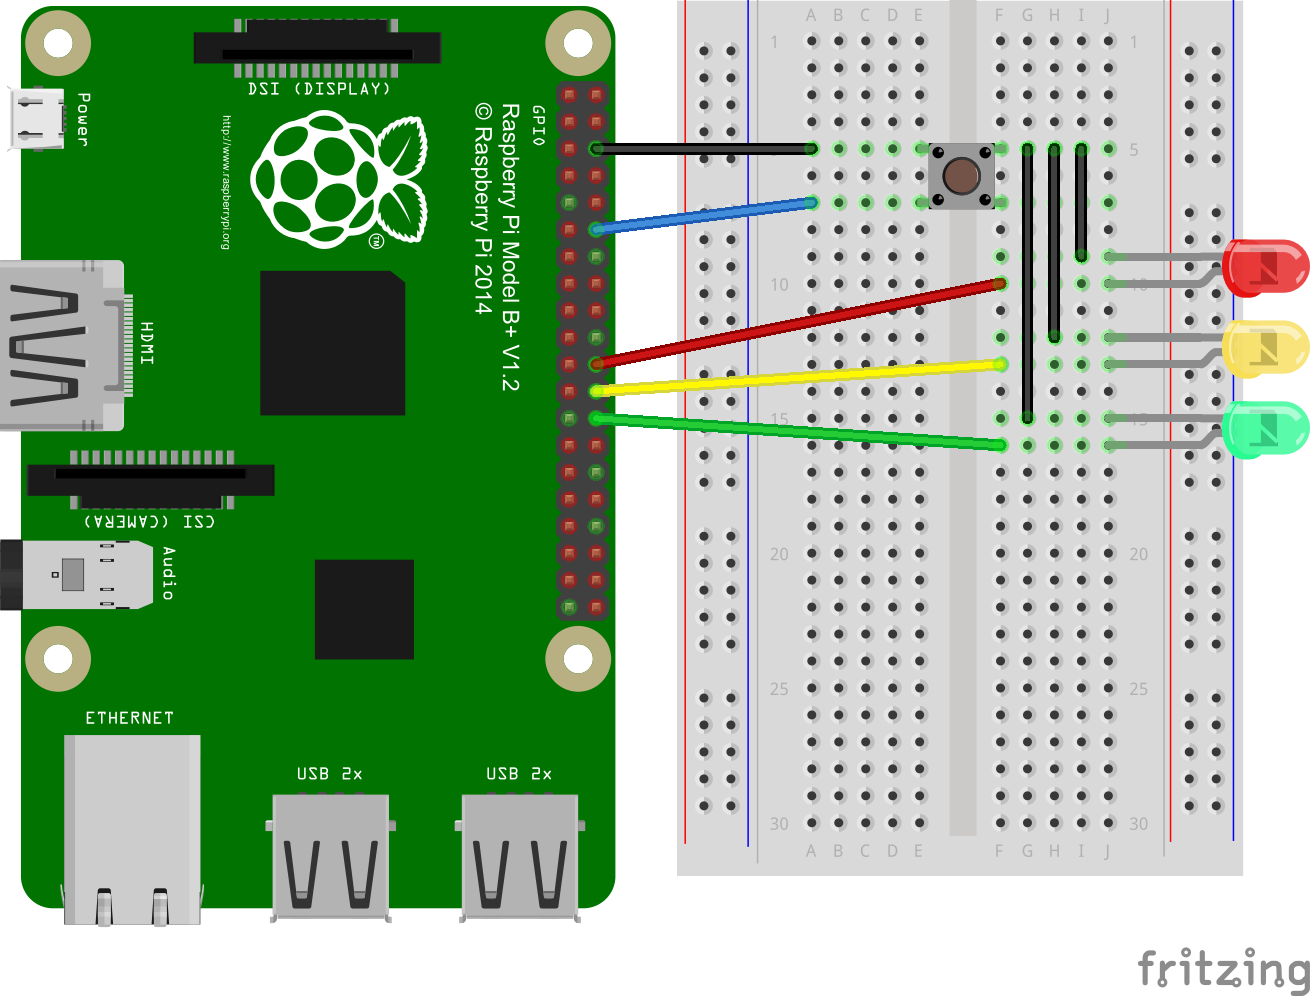 DSI (DISPLAY)
Power
http://www.raspberrypi.org
TM
GPIO
Raspberry Pi Model B+ V1.2
© Raspberry Pi 2014
HDMI
CSI (CAMERA)
Audio
ETHERNET
USB 2x
USB 2x
A B C D E F G H I J
1 1
5
10 10
15 15
20 20
25 25
30 30
A B C D E F G H I J
fritzing